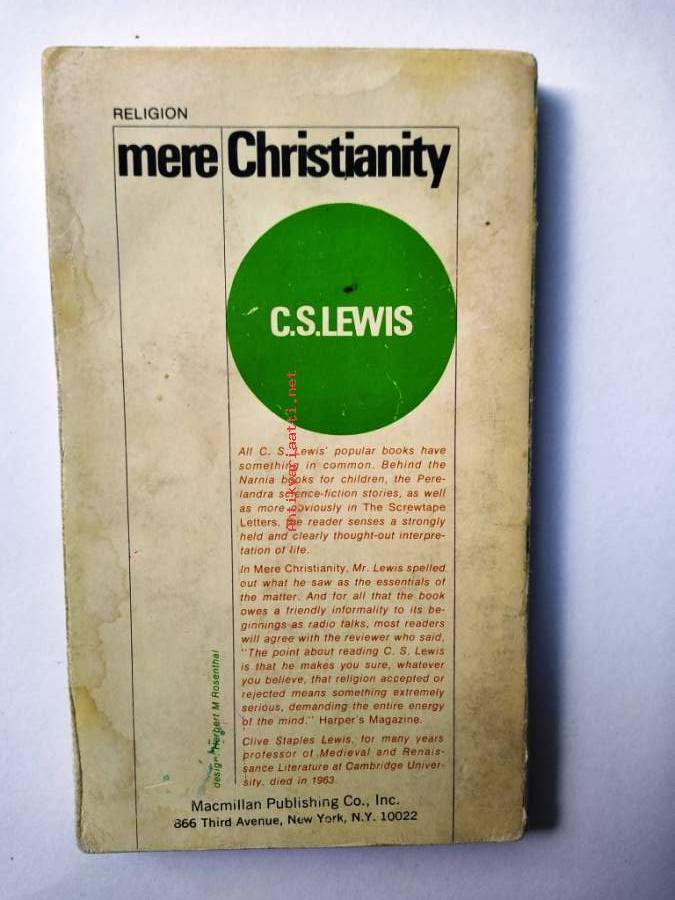 RELIGION
mere Christianity
C.S.LEWIS
All C. S. Lewis' popular books have
something in common. Behind the
Narnia books for children, the Pere-
landra science-fiction stories, as well
as more obviously in The Screwtape
Letters, the reader senses a strongly
held and clearly thought-out interpre-
tation of life.
In Mere Christianity, Mr. Lewis spelled
out what he saw as the essentials of
the matter. And for all that the book
owes a friendly informality to its be-
ginnings as radio talks, most readers
will agree with the reviewer who said,
"The point about reading C. S. Lewis
is that he makes you sure, whatever
you believe, that religion accepted or
rejected means something extremely
serious, demanding the entire energy
of the mind." Harper's Magazine.
Clive Staples Lewis, for many years
professor of Medieval and Renais-
sance Literature at Cambridge Univer-
sity, died in 1963.
design: Herbert M Rosenthal
Macmillan Publishing Co., Inc.
866 Third Avenue, New York, N.Y. 10022
Antikvariaatti.net